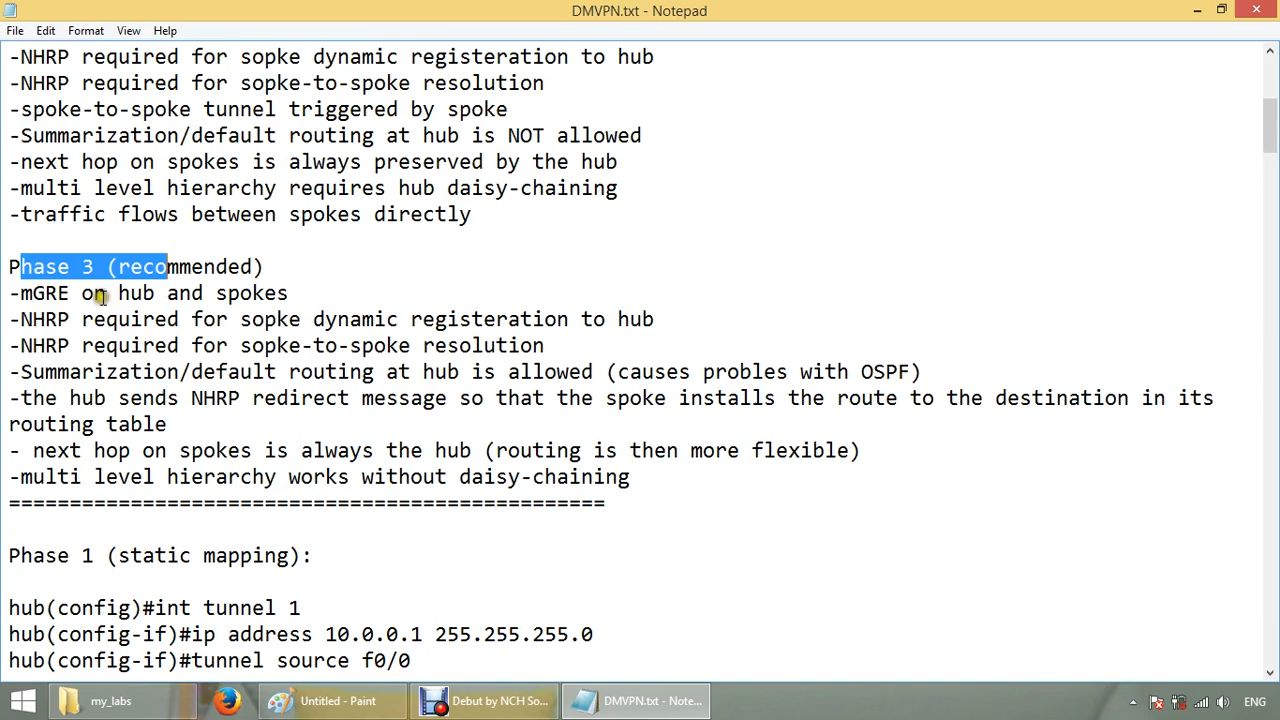 DMVPN.txt - Notepad
File Edit Format View Help
-NHRP required for sopke dynamic registeration to hub
-NHRP required for sopke-to-spoke resolution
-spoke-to-spoke tunnel triggered by spoke
-Summarization/default routing at hub is NOT allowed
-next hop on spokes is always preserved by the hub
-multi level hierarchy requires hub daisy-chaining
-traffic flows between spokes directly
Phase 3 (recommended)
-mGRE on hub and spokes
-NHRP required for sopke dynamic registeration to hub
-NHRP required for sopke-to-spoke resolution
-Summarization/default routing at hub is allowed (causes probles with OSPF)
-the hub sends NHRP redirect message so that the spoke installs the route to the destination in its
routing table
- next hop on spokes is always the hub (routing is then more flexible)
-multi level hierarchy works without daisy-chaining
=================================================
Phase 1 (static mapping):
hub(config)#int tunnel 1
hub(config-if)#ip address 10.0.0.1 255.255.255.0
hub(config-if)#tunnel source f0/0
my_labs Untitled - Paint Debut by NCH So... DMVPN.txt - Note... ENG